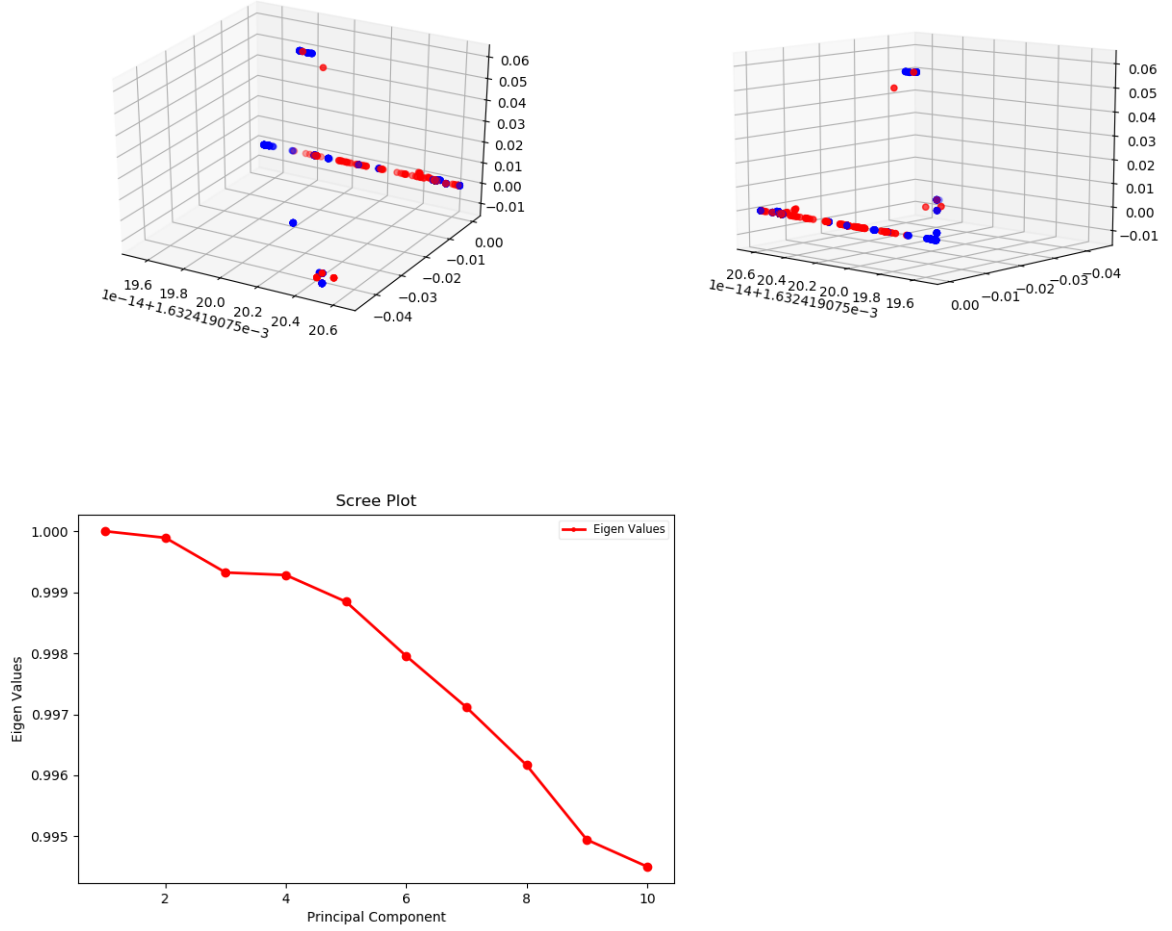 0.06
0.05
0.04
0.03
0.02
0.01
0.00
−0.01
0.00
−0.01
−0.02
−0.03
−0.04
19.6 19.8 20.0 20.2 20.4 20.6
1e−14+1.632419075e−3
0.06
0.05
0.04
0.03
0.02
0.01
0.00
−0.01
20.6 20.4 20.2 20.0 19.8 19.6
1e−14+1.632419075e−3
0.00 −0.01 −0.02 −0.03 −0.04
Scree Plot
Eigen Values
1.000
0.999
0.998
0.997
0.996
0.995
Eigen Values
2 4 6 8 10
Principal Component